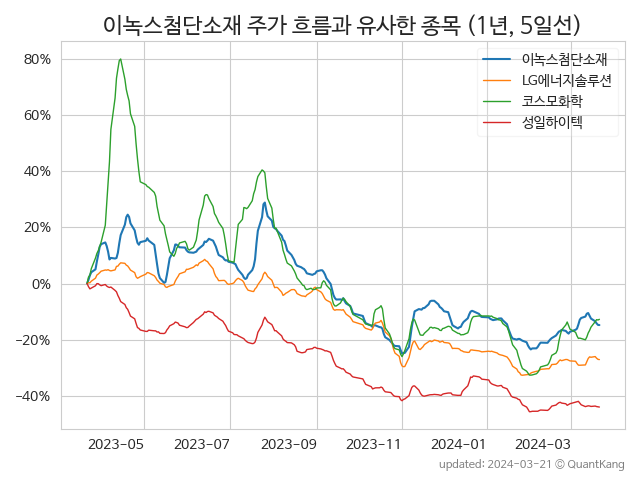 이녹스첨단소재 주가 흐름과 유사한 종목 (1년, 5일선)
이녹스첨단소재
LG에너지솔루션
코스모화학
성일하이텍
80%
60%
40%
20%
0%
−20%
−40%
2023-05
2023-07
2023-09
2023-11
2024-01
2024-03
updated: 2024-03-21 © QuantKang